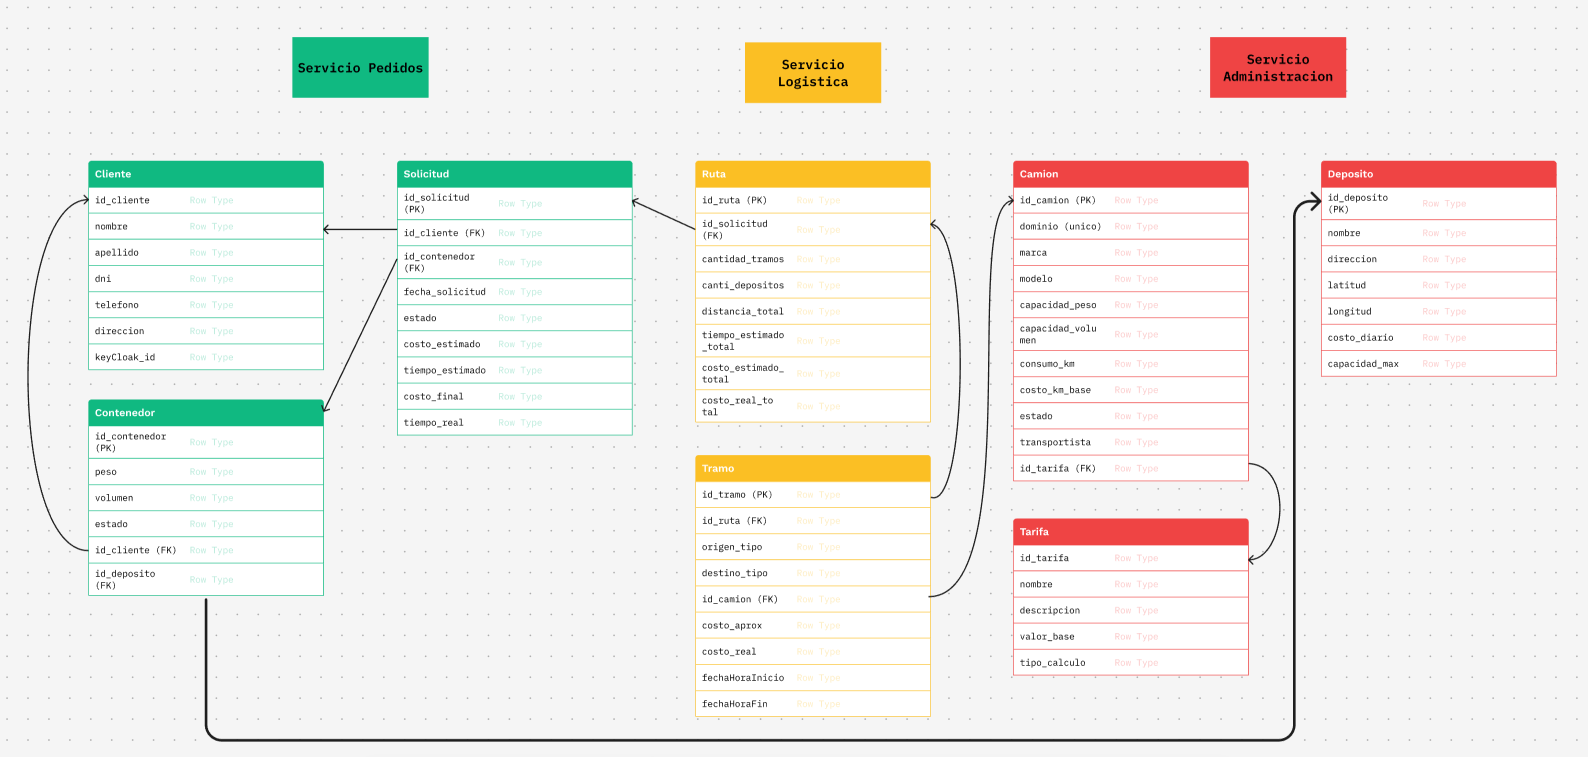 Servicio Pedidos
Servicio
Logistica
Servicio
Administracion
Cliente
id_cliente Row Type
nombre Row Type
apellido Row Type
dni Row Type
telefono Row Type
direccion Row Type
keyCloak_id Row Type
Contenedor
id_contenedor
(PK) Row Type
peso Row Type
volumen Row Type
estado Row Type
id_cliente (FK) Row Type
id_deposito
(FK) Row Type
Solicitud
id_solicitud
(PK) Row Type
id_cliente (FK) Row Type
id_contenedor
(FK) Row Type
fecha_solicitud Row Type
estado Row Type
costo_estimado Row Type
tiempo_estimado Row Type
costo_final Row Type
tiempo_real Row Type
Ruta
id_ruta (PK) Row Type
id_solicitud
(FK) Row Type
cantidad_tramos Row Type
canti_depositos Row Type
distancia_total Row Type
tiempo_estimado
_total Row Type
costo_estimado_
total Row Type
costo_real_to
tal Row Type
Tramo
id_tramo (PK) Row Type
id_ruta (FK) Row Type
origen_tipo Row Type
destino_tipo Row Type
id_camion (FK) Row Type
costo_aprox Row Type
costo_real Row Type
fechaHoraInicio Row Type
fechaHoraFin Row Type
Camion
id_camion (PK) Row Type
dominio (unico) Row Type
marca Row Type
modelo Row Type
capacidad_peso Row Type
capacidad_volu
men Row Type
consumo_km Row Type
costo_km_base Row Type
estado Row Type
transportista Row Type
id_tarifa (FK) Row Type
Tarifa
id_tarifa Row Type
nombre Row Type
descripcion Row Type
valor_base Row Type
tipo_calculo Row Type
Deposito
id_deposito
(PK) Row Type
nombre Row Type
direccion Row Type
latitud Row Type
longitud Row Type
costo_diario Row Type
capacidad_max Row Type